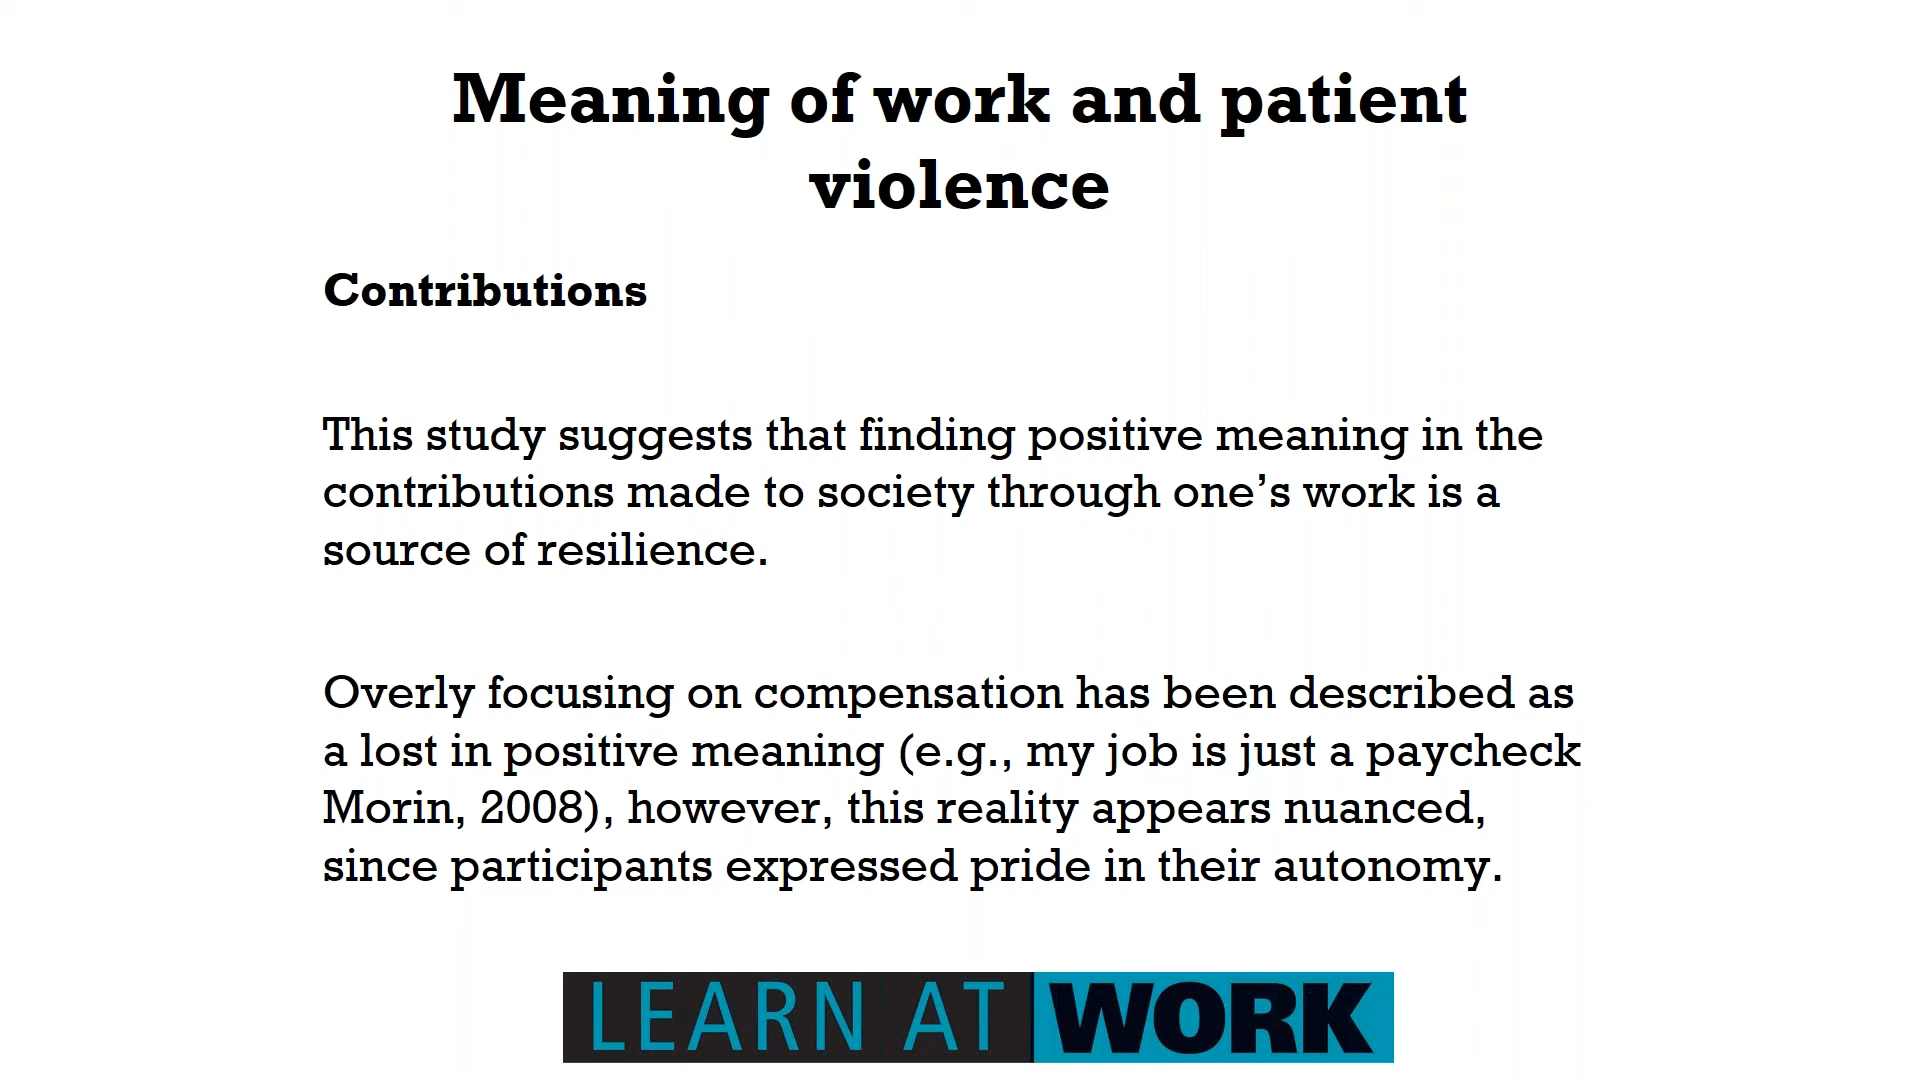 Meaning of work and patient
violence
Contributions
This study suggests that finding positive meaning in the
contributions made to society through one’s work is a
source of resilience.
Overly focusing on compensation has been described as
a lost in positive meaning (e.g., my job is just a paycheck
Morin, 2008), however, this reality appears nuanced,
since participants expressed pride in their autonomy.
LEARN AT WORK